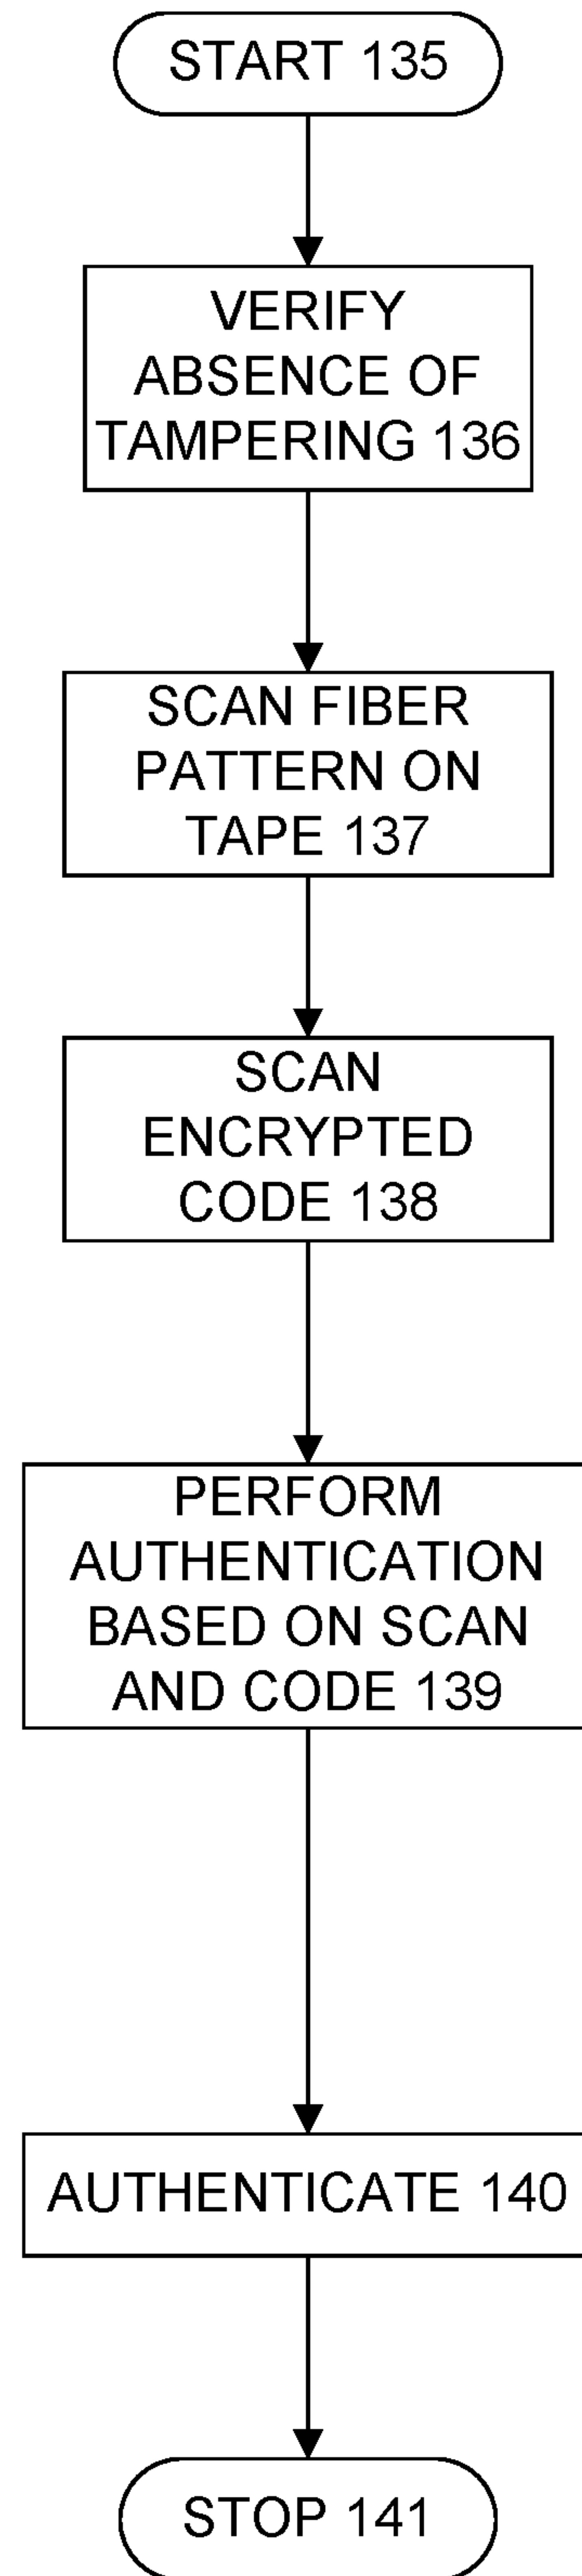 START 135
VERIFY
ABSENCE OF
TAMPERING 136
SCAN FIBER
PATTERN ON
TAPE 137
SCAN
ENCRYPTED
CODE 138
PERFORM
AUTHENTICATION
BASED ON SCAN
AND CODE 139
AUTHENTICATE 140
STOP 141